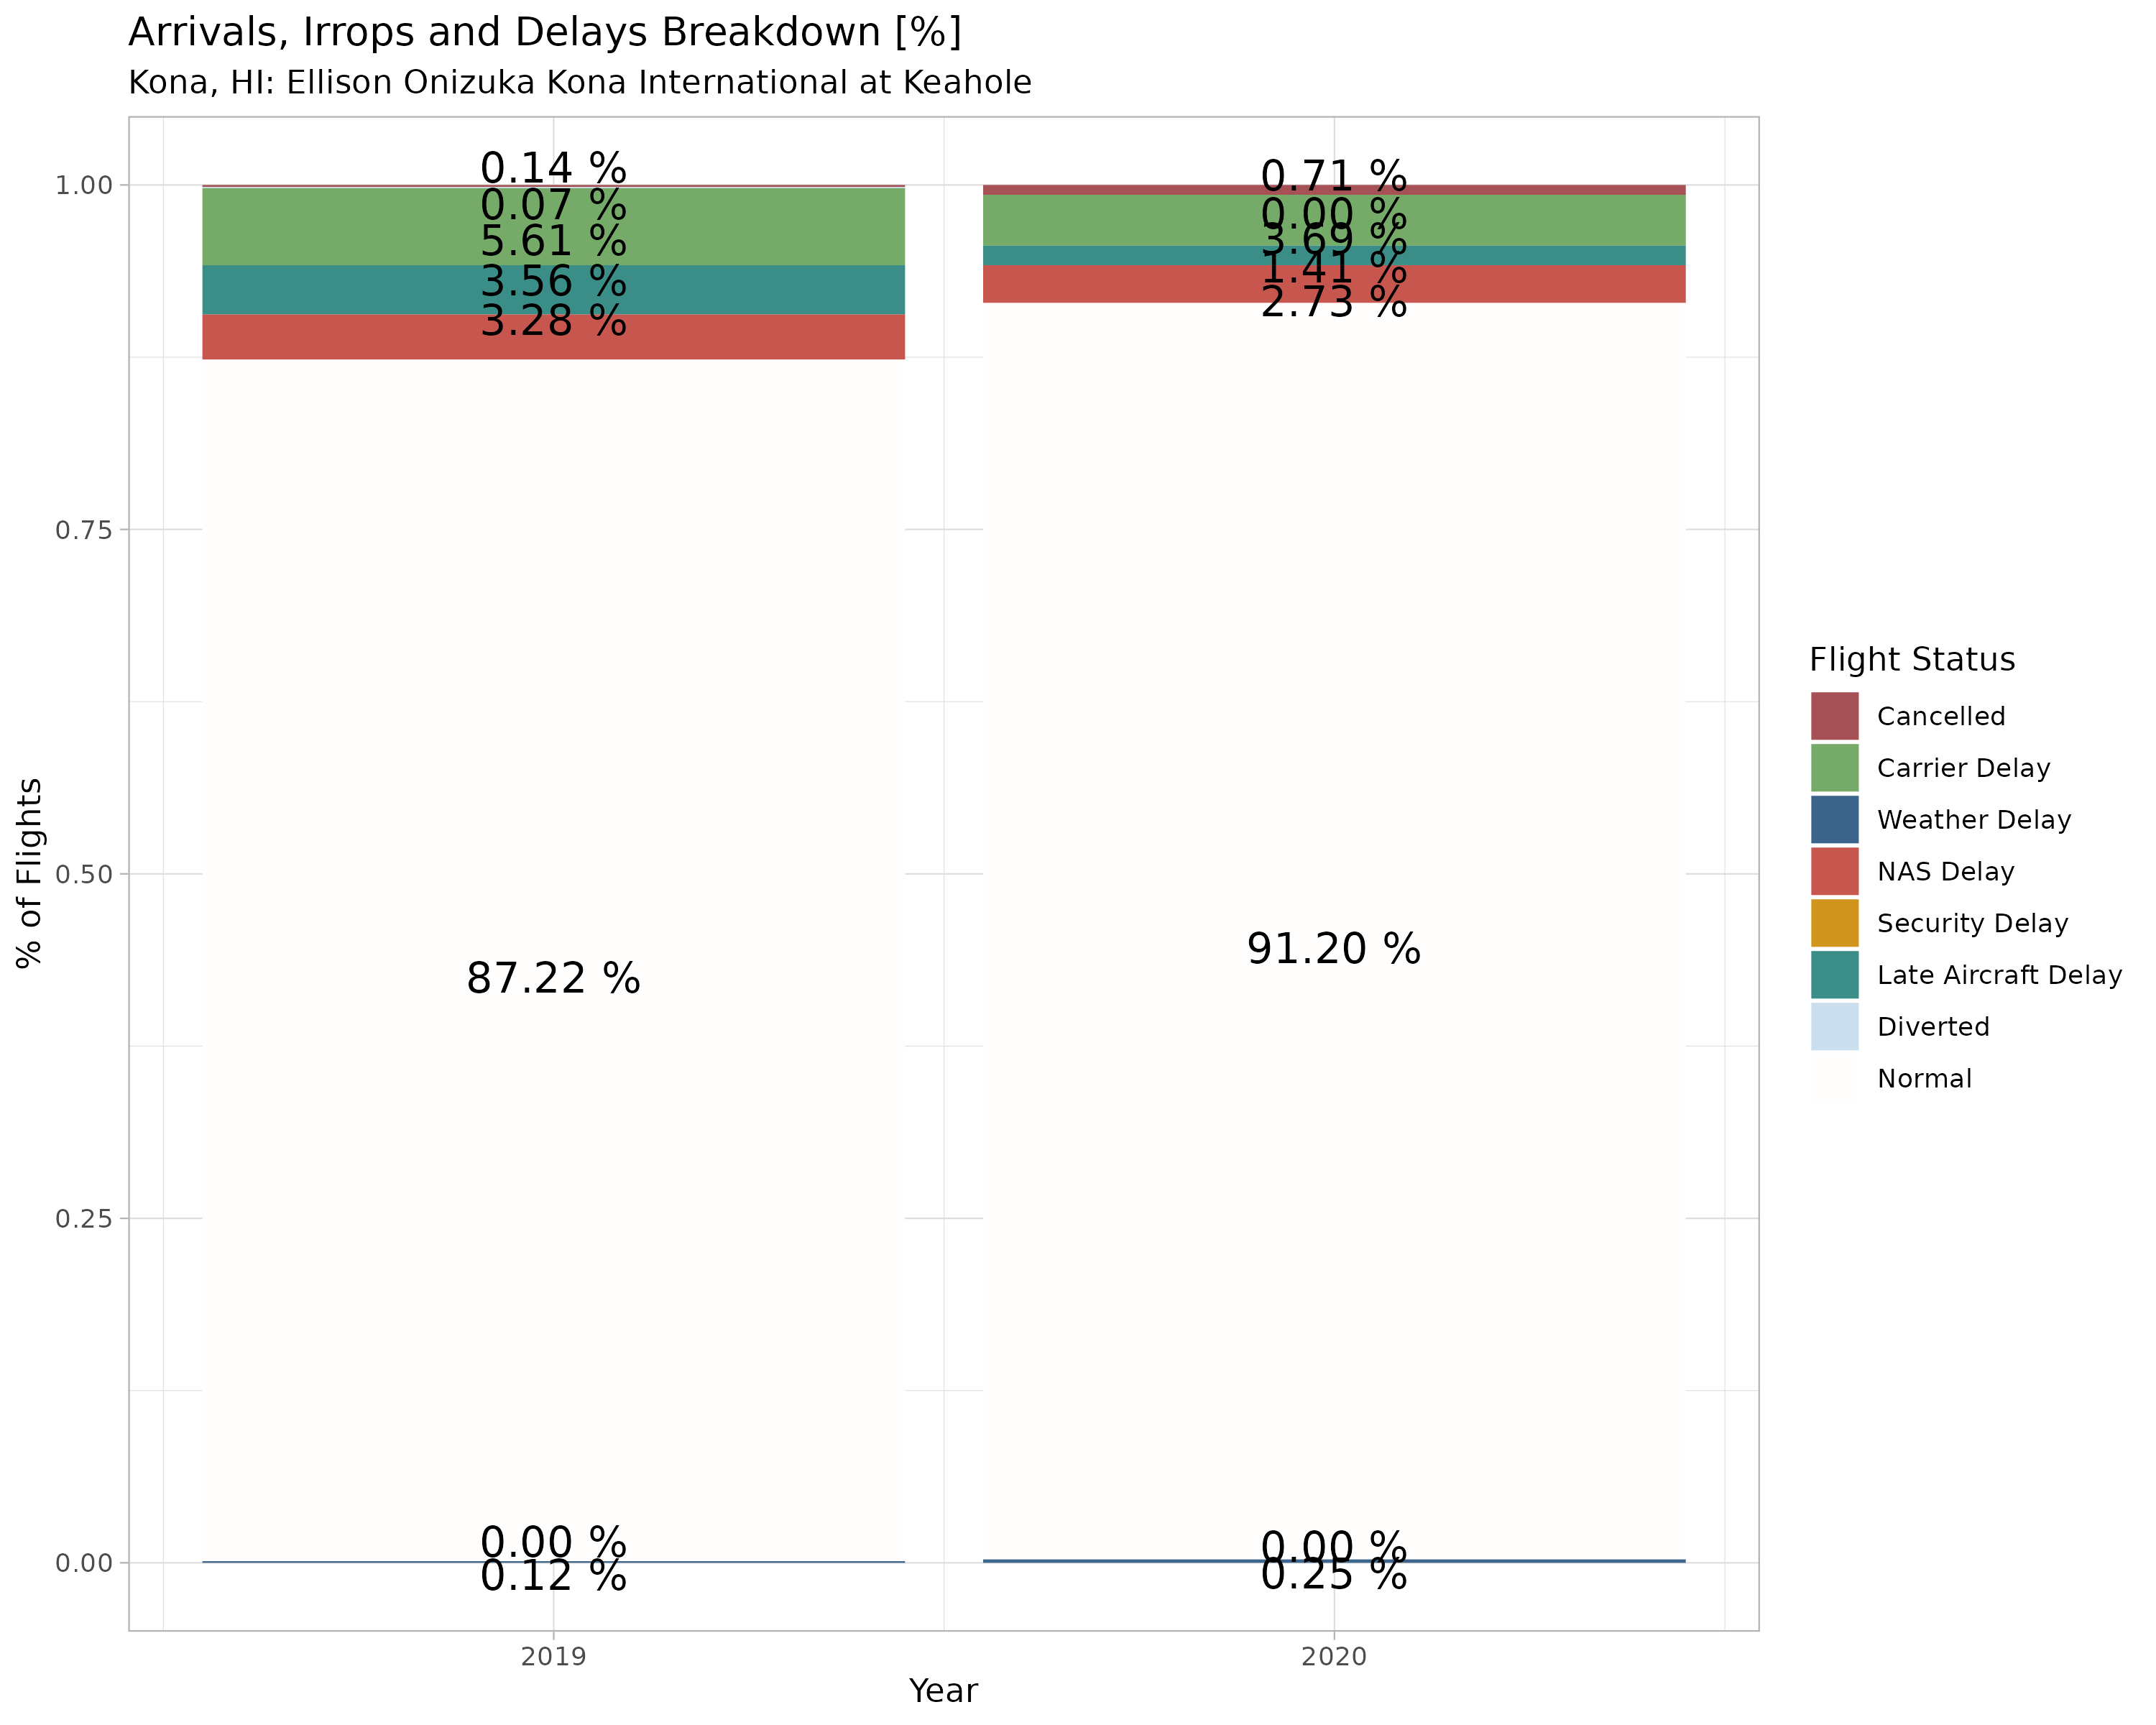 Arrivals, Irrops and Delays Breakdown [%]
Kona, HI: Ellison Onizuka Kona International at Keahole
% of Flights
1.00
0.75
0.50
0.25
0.00
0.14 %
0.07 %
5.61 %
3.56 %
3.28 %
87.22 %
0.00 %
0.12 %
0.71 %
0.00 %
3.69 %
1.41 %
2.73 %
91.20 %
0.00 %
0.25 %
2019
2020
Year
Flight Status
Cancelled
Carrier Delay
Weather Delay
NAS Delay
Security Delay
Late Aircraft Delay
Diverted
Normal